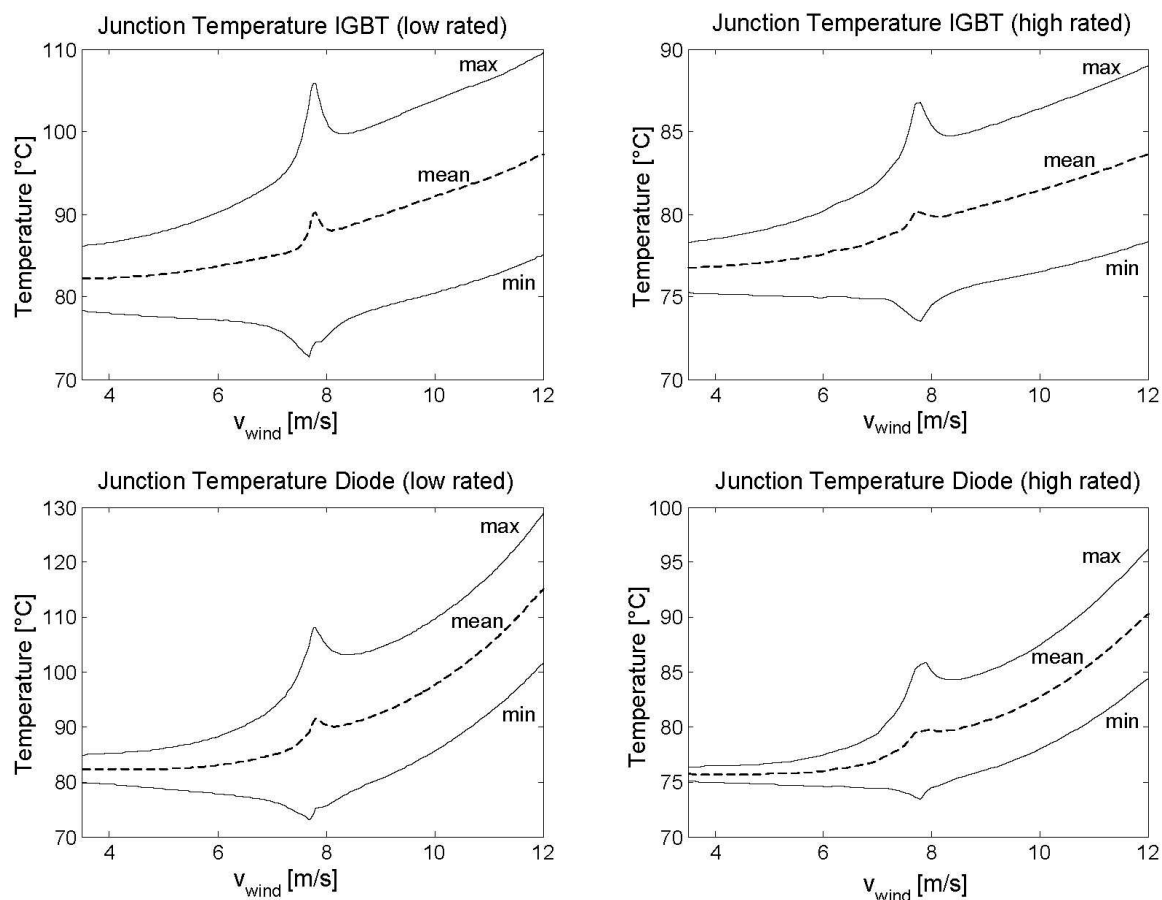 Junction Temperature IGBT (low rated)
110
100
90
80
70
Temperature [°C]
max
mean
min
4 6 8 10 12
v_wind [m/s]
Junction Temperature IGBT (high rated)
90
85
80
75
70
Temperature [°C]
max
mean
min
4 6 8 10 12
v_wind [m/s]
Junction Temperature Diode (low rated)
130
120
110
100
90
80
70
Temperature [°C]
max
mean
min
4 6 8 10 12
v_wind [m/s]
Junction Temperature Diode (high rated)
100
95
90
85
80
75
70
Temperature [°C]
max
mean
min
4 6 8 10 12
v_wind [m/s]